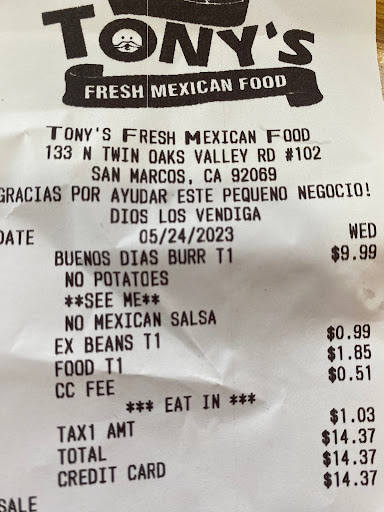 TONY'S
FRESH MEXICAN FOOD
TONY'S FRESH MEXICAN FOOD
133 N TWIN OAKS VALLEY RD #102
SAN MARCOS, CA 92069
GRACIAS POR AYUDAR ESTE PEQUENO NEGOCIO!
DIOS LOS VENDIGA
DATE 05/24/2023 WED
BUENOS DIAS BURR T1 $9.99
NO POTATOES
**SEE ME**
NO MEXICAN SALSA
EX BEANS T1 $0.99
FOOD T1 $1.85
CC FEE $0.51
*** EAT IN ***
TAX1 AMT $1.03
TOTAL $14.37
CREDIT CARD $14.37
$14.37
SALE